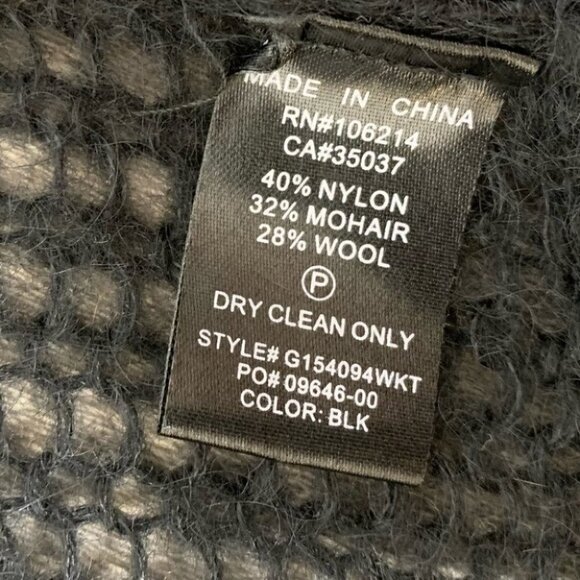 MADE IN CHINA
RN#106214
CA#35037
40% NYLON
32% MOHAIR
28% WOOL
P
DRY CLEAN ONLY
STYLE# G154094WKT
PO# 09646-00
COLOR: BLK